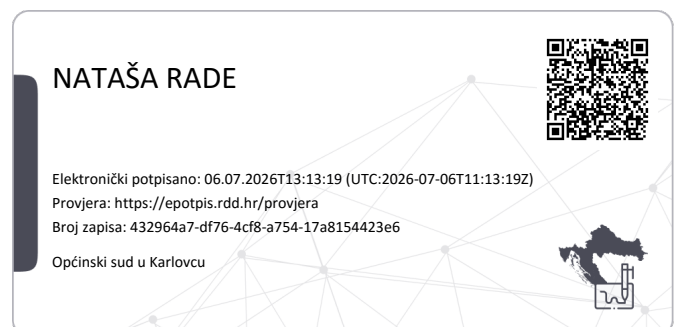 NATAŠA RADE
Elektronički potpisano: 06.07.2026T13:13:19 (UTC:2026-07-06T11:13:19Z)
Provjera: https://epotpis.rdd.hr/provjera
Broj zapisa: 432964a7-df76-4cf8-a754-17a8154423e6
Općinski sud u Karlovcu